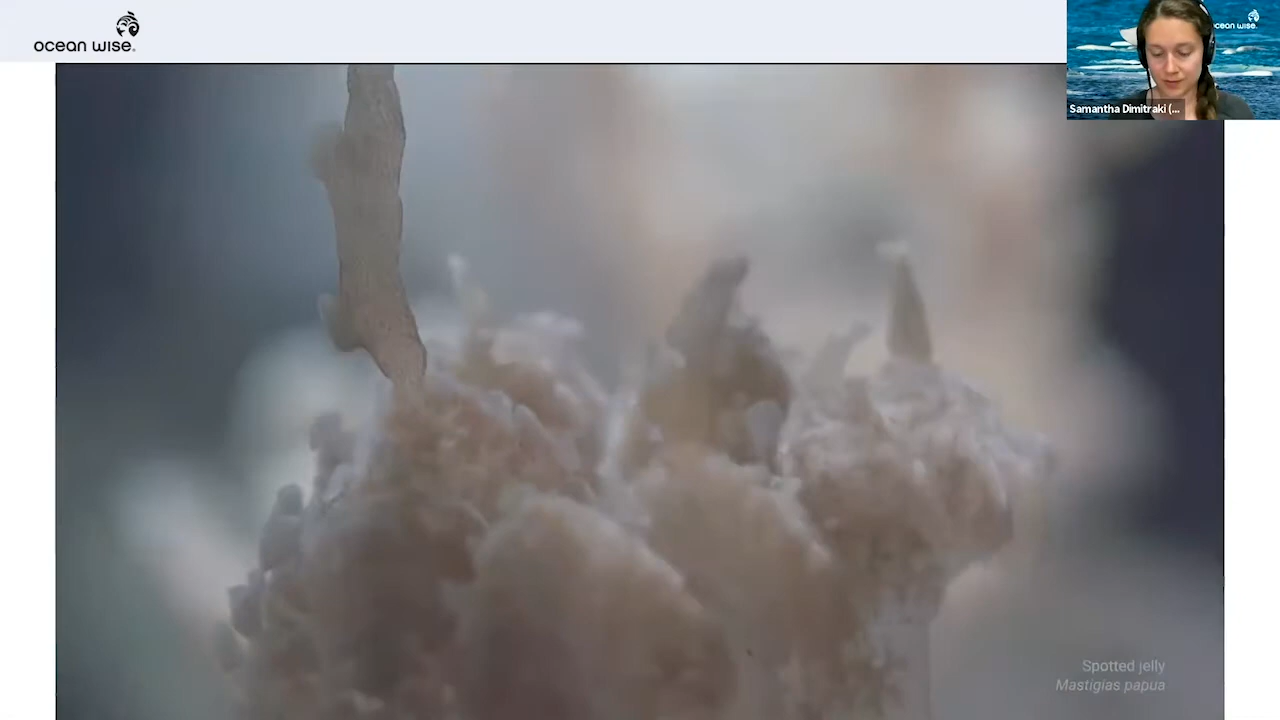 ocean wise®
ocean wise.
Samantha Dimitraki (...
Spotted jelly
Mastigias papua